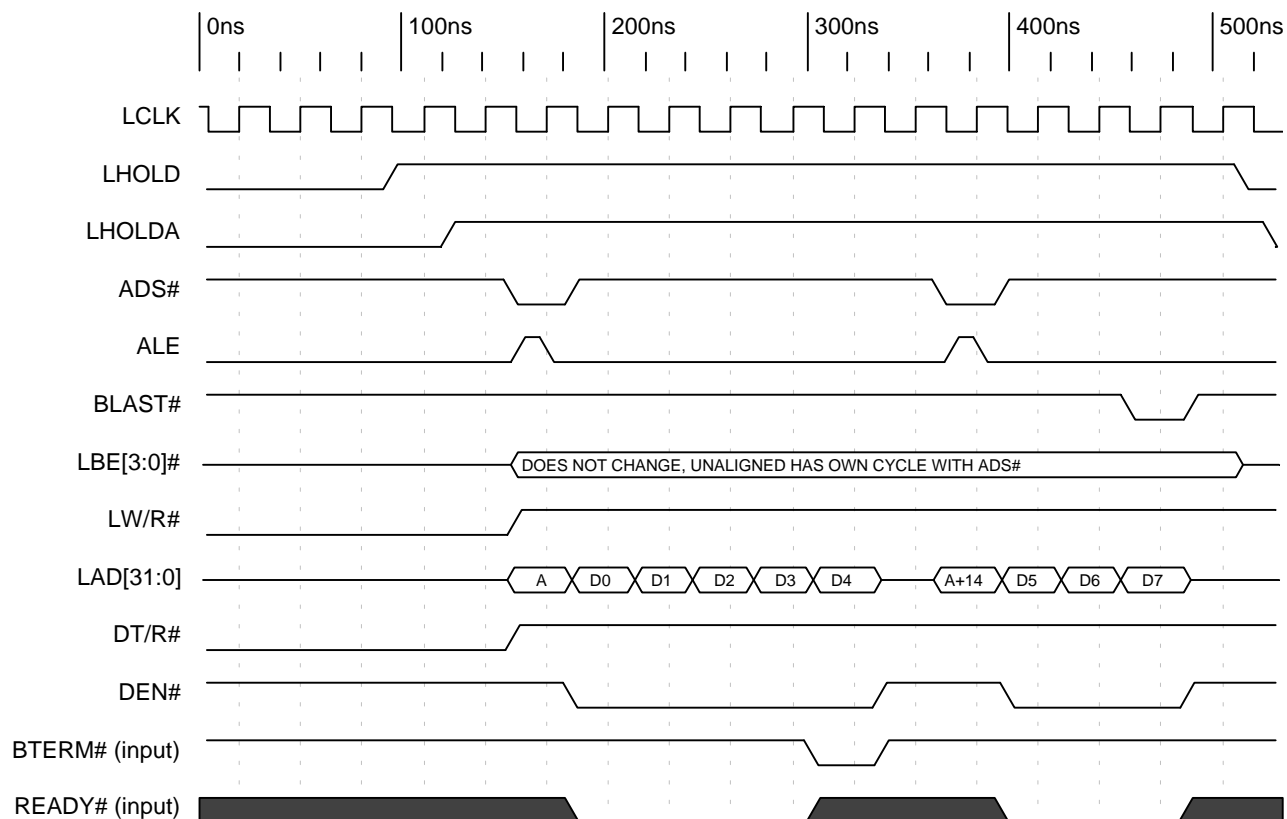 0ns 100ns 200ns 300ns 400ns 500ns
LCLK
LHOLD
LHOLDA
ADS#
ALE
BLAST#
LBE[3:0]# DOES NOT CHANGE, UNALIGNED HAS OWN CYCLE WITH ADS#
LW/R#
LAD[31:0] A D0 D1 D2 D3 D4 A+14 D5 D6 D7
DT/R#
DEN#
BTERM# (input)
READY# (input)